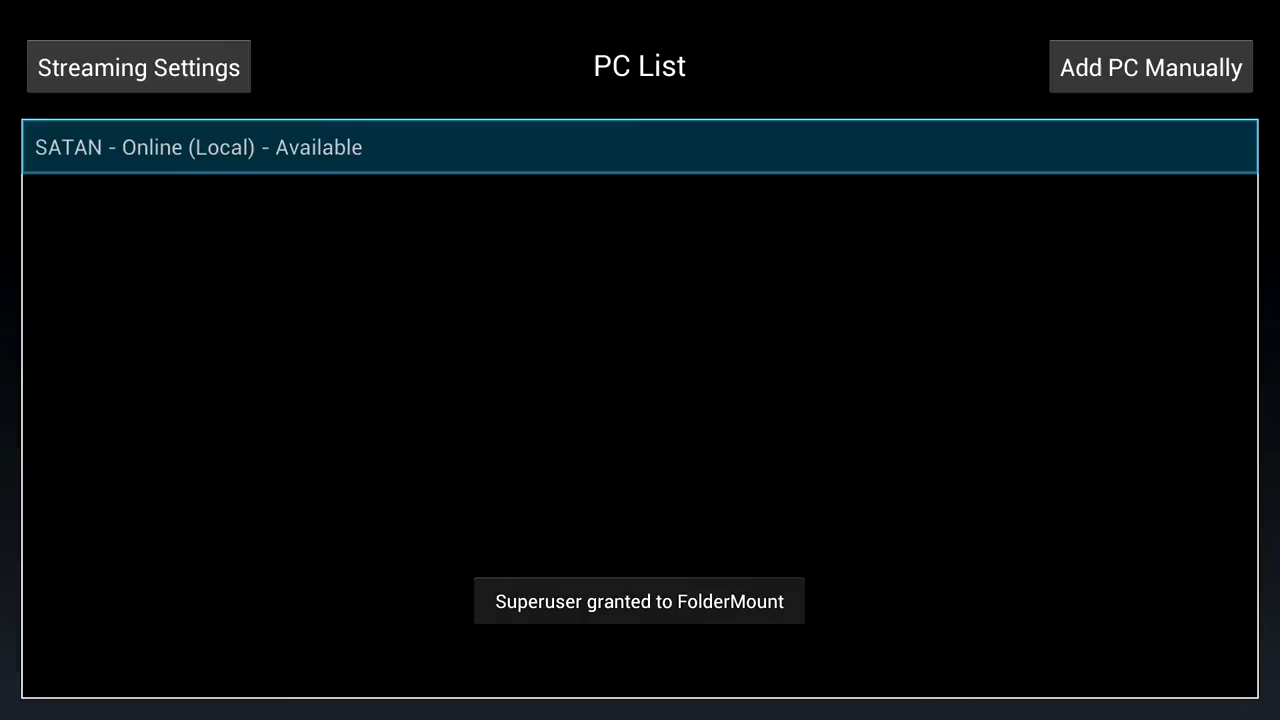 Streaming Settings
PC List
Add PC Manually
SATAN - Online (Local) - Available
Superuser granted to FolderMount